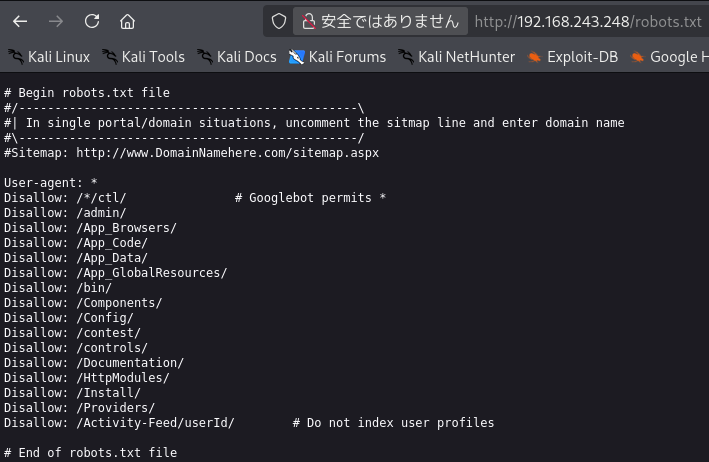 安全ではありません http://192.168.243.248/robots.txt
Kali Linux Kali Tools Kali Docs Kali Forums Kali NetHunter Exploit-DB Google H
# Begin robots.txt file
#/-----------------------------------------------\
#| In single portal/domain situations, uncomment the sitmap line and enter domain name
#\-----------------------------------------------/
#Sitemap: http://www.DomainNamehere.com/sitemap.aspx
User-agent: *
Disallow: /*/ctl/               # Googlebot permits *
Disallow: /admin/
Disallow: /App_Browsers/
Disallow: /App_Code/
Disallow: /App_Data/
Disallow: /App_GlobalResources/
Disallow: /bin/
Disallow: /Components/
Disallow: /Config/
Disallow: /contest/
Disallow: /controls/
Disallow: /Documentation/
Disallow: /HttpModules/
Disallow: /Install/
Disallow: /Providers/
Disallow: /Activity-Feed/userId/        # Do not index user profiles
# End of robots.txt file